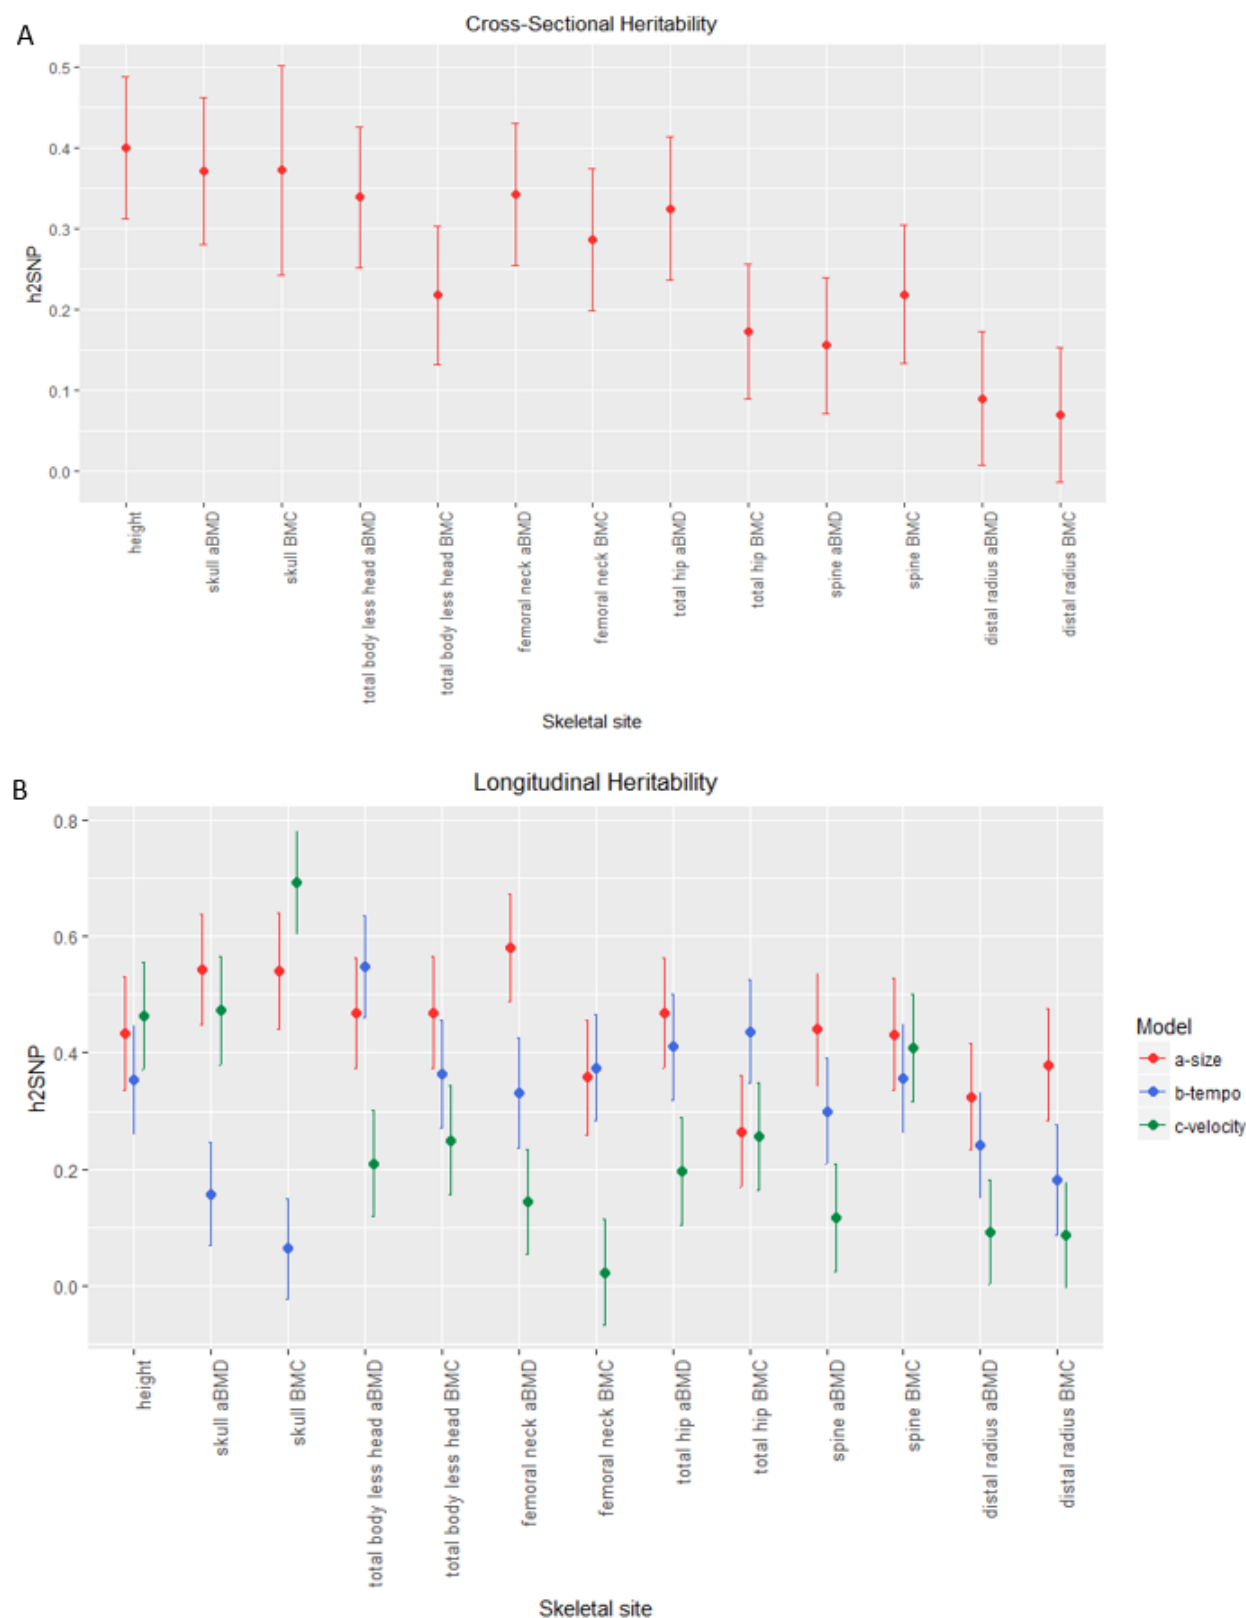 A
Cross-Sectional Heritability
h2SNP
0.5
0.4
0.3
0.2
0.1
0.0
height
skull aBMD
skull BMC
total body less head aBMD
total body less head BMC
femoral neck aBMD
femoral neck BMC
total hip aBMD
total hip BMC
spine aBMD
spine BMC
distal radius aBMD
distal radius BMC
Skeletal site
B
Longitudinal Heritability
h2SNP
0.8
0.6
0.4
0.2
0.0
height
skull aBMD
skull BMC
total body less head aBMD
total body less head BMC
femoral neck aBMD
femoral neck BMC
total hip aBMD
total hip BMC
spine aBMD
spine BMC
distal radius aBMD
distal radius BMC
Skeletal site
Model
a-size
b-tempo
c-velocity